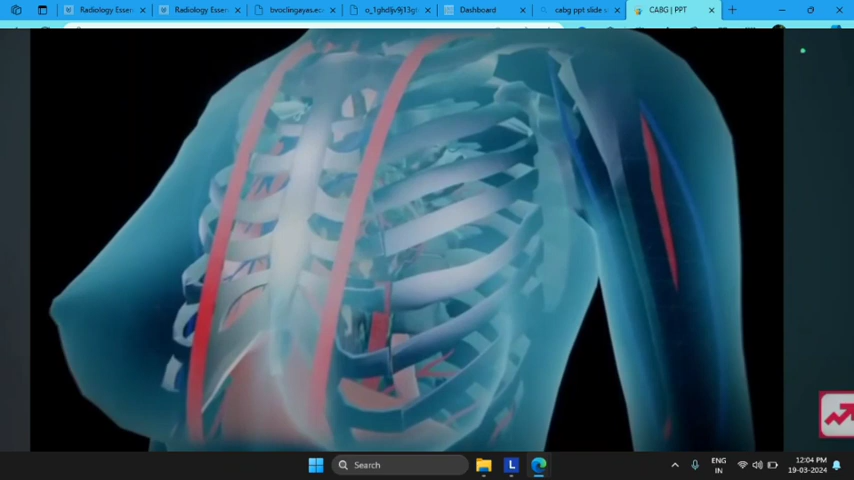 Radiology Essen
Radiology Essen
bvoclingayas.eco
o_1ghdljv9j13g
Dashboard
cabg ppt slide s
CABG | PPT
Search
ENG
IN
12:04 PM
19-03-2024
L